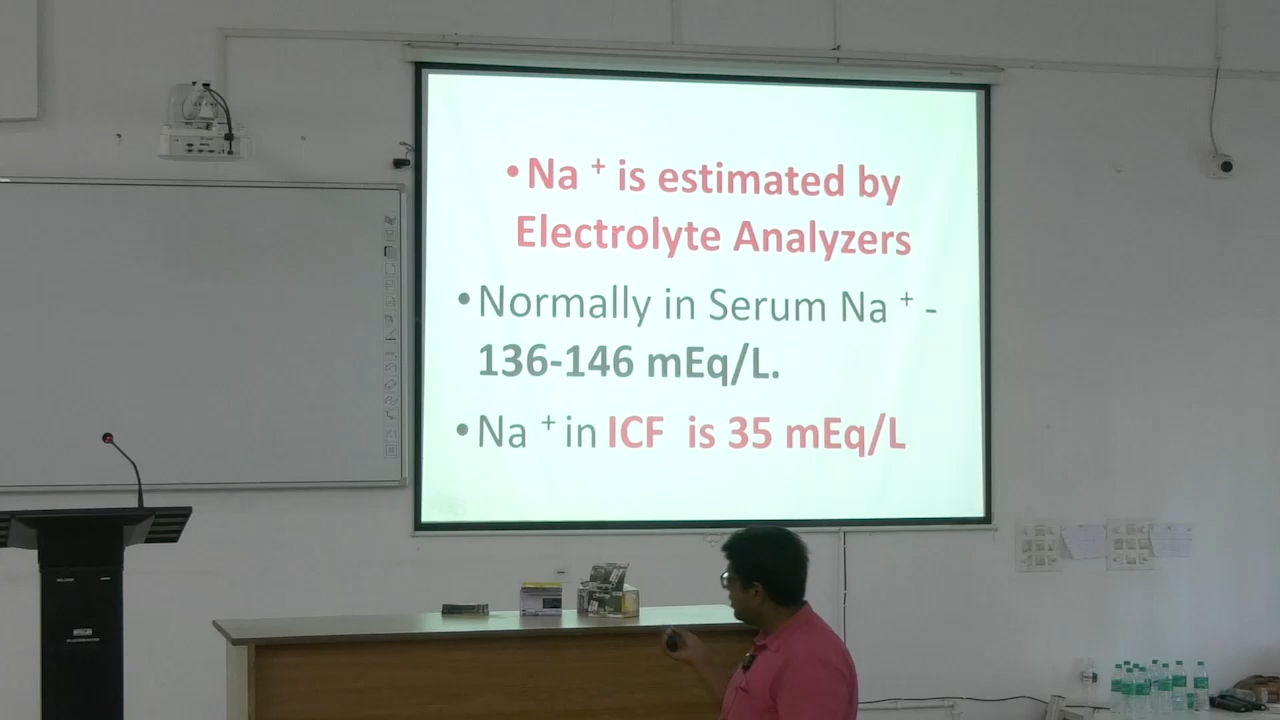 •Na + is estimated by
Electrolyte Analyzers
•Normally in Serum Na + -
136-146 mEq/L.
•Na + in ICF is 35 mEq/L